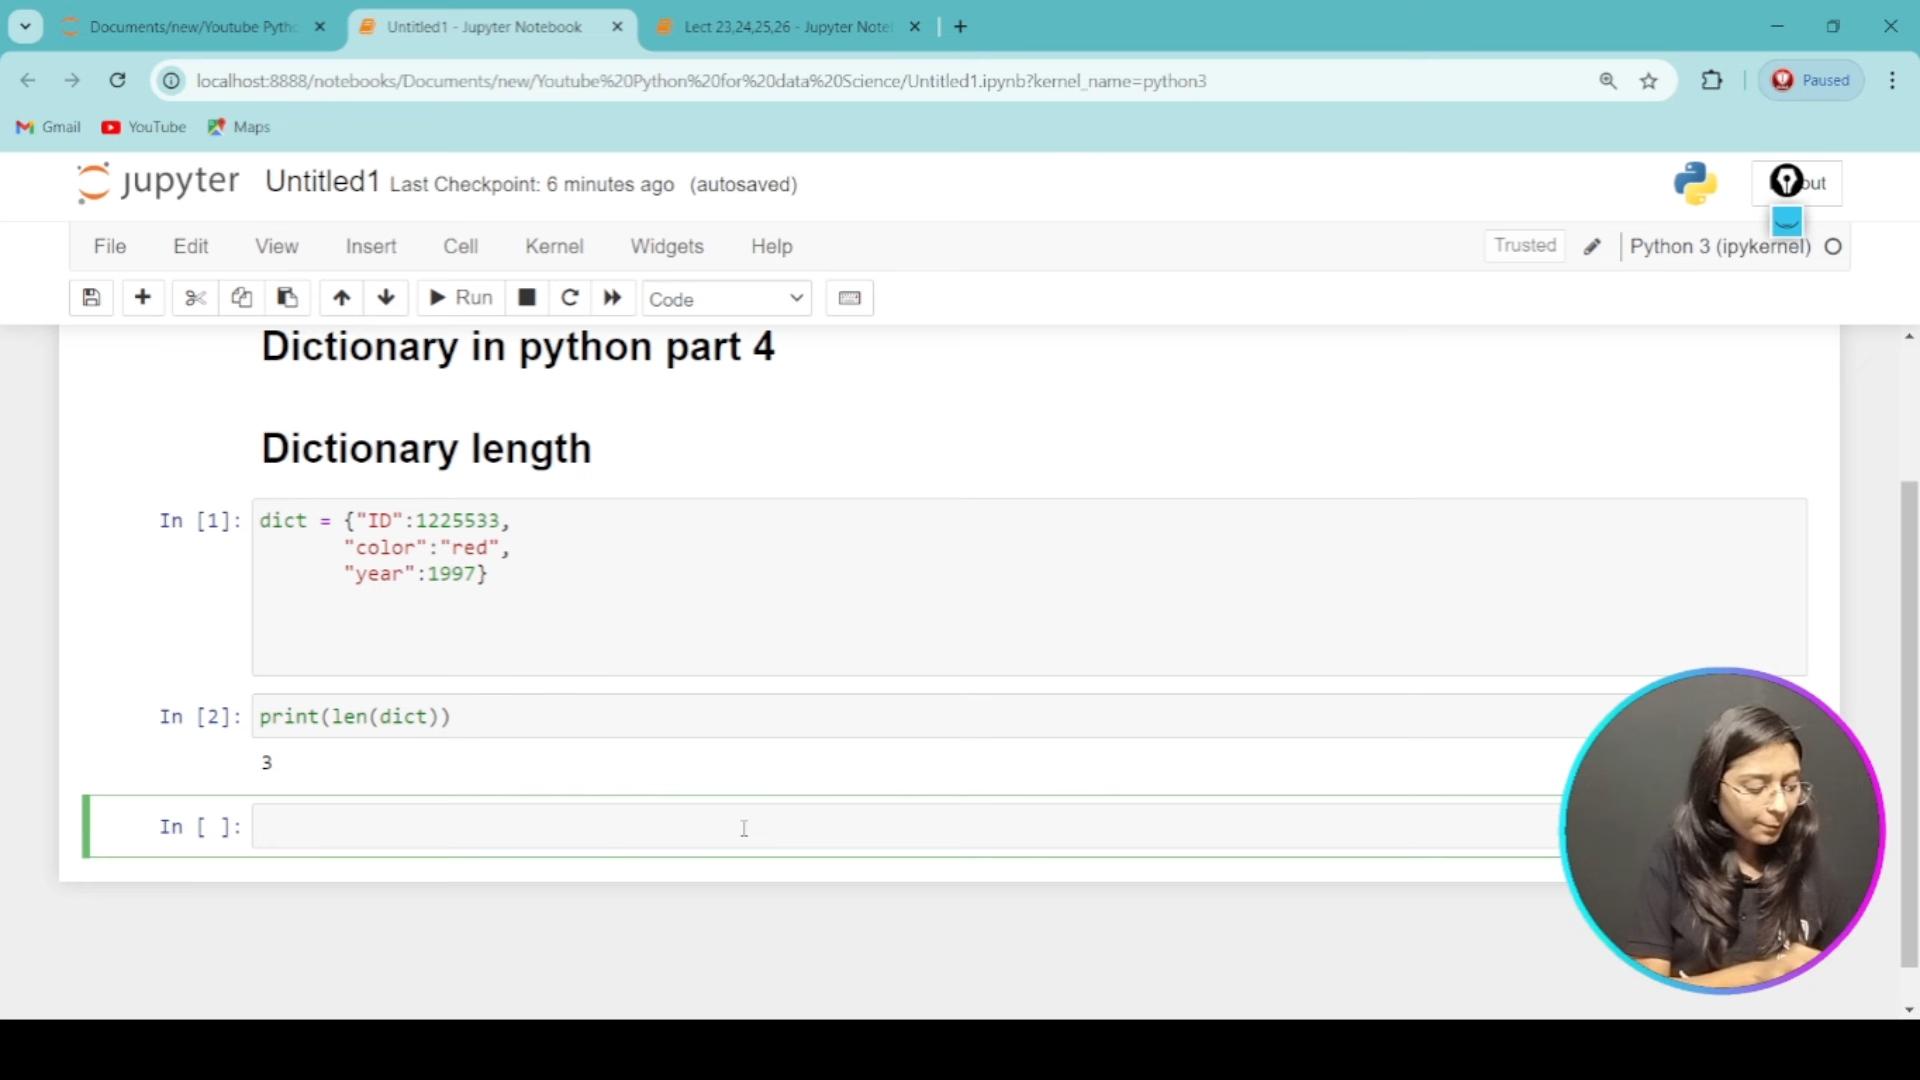 Documents/new/Youtube Pytho
Untitled1 - Jupyter Notebook
Lect 23,24,25,26 - Jupyter Note
localhost:8888/notebooks/Documents/new/Youtube%20Python%20for%20data%20Science/Untitled1.ipynb?kernel_name=python3
Paused
Gmail
YouTube
Maps
jupyter
Untitled1
Last Checkpoint: 6 minutes ago
(autosaved)
File
Edit
View
Insert
Cell
Kernel
Widgets
Help
Trusted
Python 3 (ipykernel)
Run
Code
Dictionary in python part 4
Dictionary length
In [1]:
dict = {"ID":1225533,
"color":"red",
"year":1997}
In [2]:
print(len(dict))
3
In [ ]: